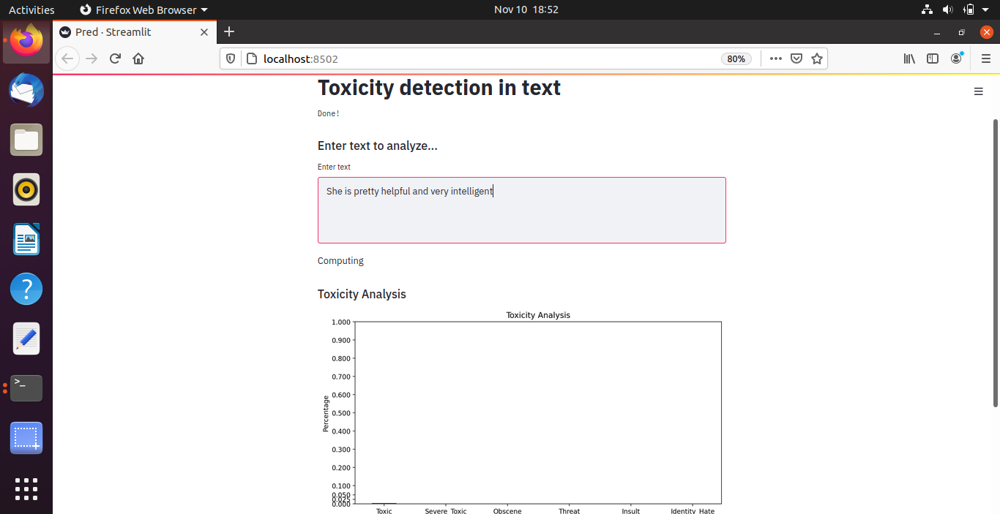 Activities
Firefox Web Browser
Nov 10 18:52
Pred · Streamlit
localhost:8502
80%
Toxicity detection in text
Done!
Enter text to analyze...
Enter text
She is pretty helpful and very intelligent
Computing
Toxicity Analysis
Toxicity Analysis
1.000
0.900
0.800
0.700
0.600
0.500
0.400
0.300
0.200
0.100
0.050
0.025
0.000
Percentage
Toxic Severe_Toxic Obscene Threat Insult Identity_Hate